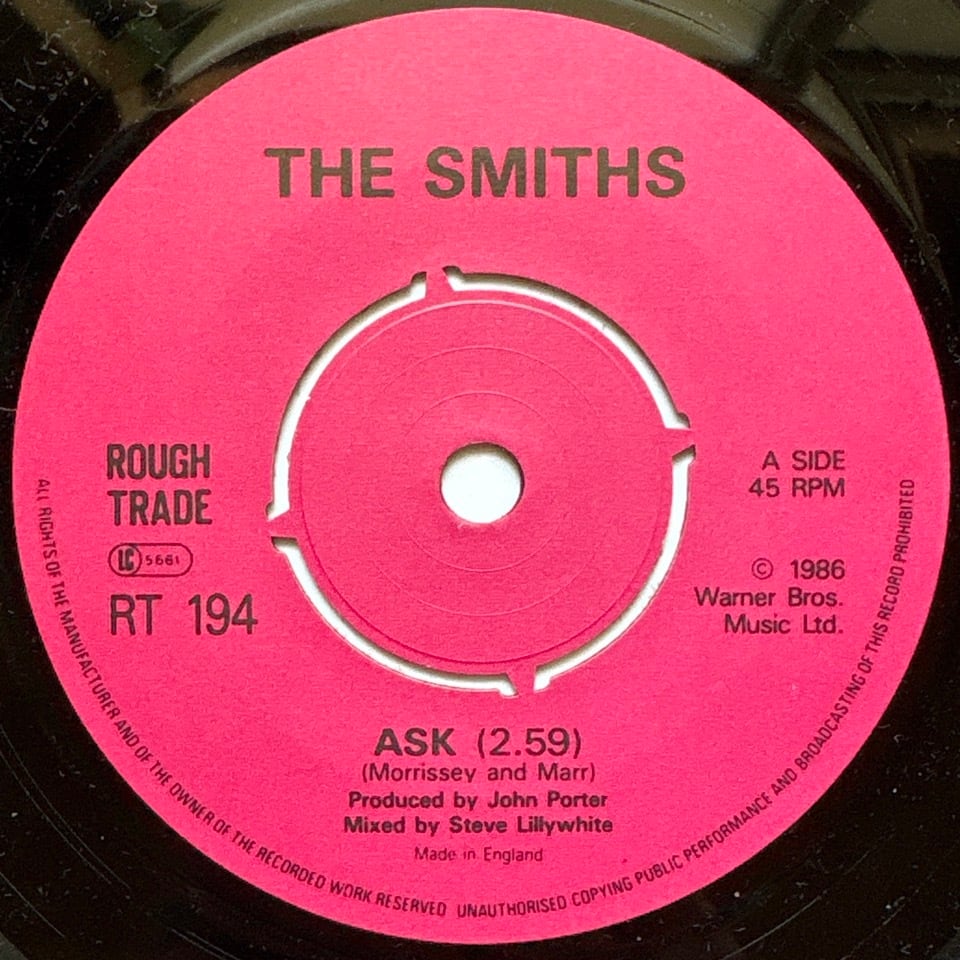 THE SMITHS
ROUGH
TRADE
LC 5661
RT 194
A SIDE
45 RPM
© 1986
Warner Bros.
Music Ltd.
ASK (2.59)
(Morrissey and Marr)
Produced by John Porter
Mixed by Steve Lillywhite
Made in England
ALL RIGHTS OF THE MANUFACTURER AND OF THE OWNER OF THE RECORDED WORK RESERVED UNAUTHORISED COPYING PUBLIC PERFORMANCE AND BROADCASTING OF THIS RECORD PROHIBITED